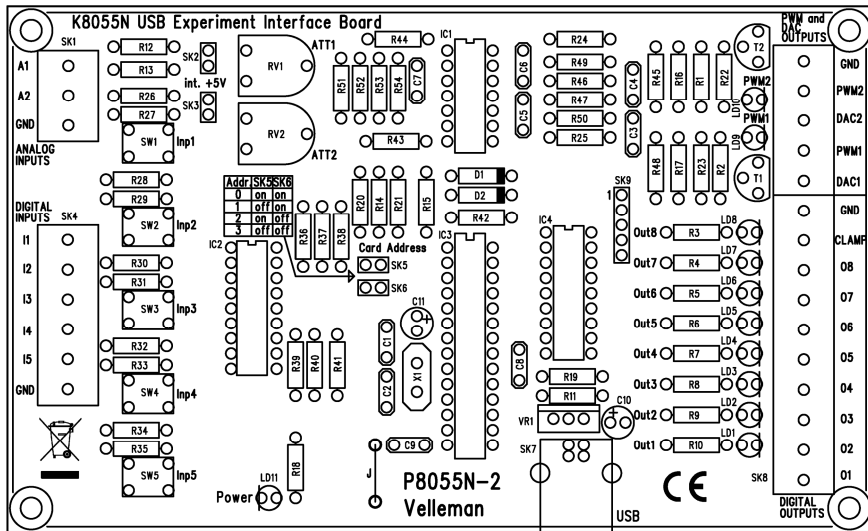 K8055N USB Experiment Interface Board
SK1
A1
A2
GND
ANALOG
INPUTS
R12
R13
R26
R27
SK2
int. +5V
SK3
SW1
Inp1
RV1
ATT1
RV2
ATT2
R44
R51
R52
R53
R54
C7
R43
IC1
C6
C5
R24
R49
R46
R47
R50
R25
C4
C3
R45
R16
R1
R22
T2
PWM and
DAC
OUTPUTS
PWM2
LD10
PWM1
LD9
R48
R17
R23
R2
T1
GND
PWM2
DAC2
PWM1
DAC1
DIGITAL
INPUTS
SK4
I1
I2
I3
I4
I5
GND
R28
R29
SW2
Inp2
R30
R31
SW3
Inp3
R32
R33
SW4
Inp4
R34
R35
SW5
Inp5
Addr. SK5 SK6
0 on on
1 off on
2 on off
3 off off
IC2
R36
R37
R38
R20
R14
R21
R15
Card Address
SK5
SK6
D1
D2
R42
IC3
IC4
SK9
1
C11
C1
C2
X1
R39
R40
R41
C8
R19
R11
VR1
C10
SK7
C9
J
R18
Power
LD11
P8055N-2
Velleman
USB
CE
Out8
R3
LD8
Out7
R4
LD7
Out6
R5
LD6
Out5
R6
LD5
Out4
R7
LD4
Out3
R8
LD3
Out2
R9
LD2
Out1
R10
LD1
GND
CLAMP
O8
O7
O6
O5
O4
O3
O2
O1
SK8
DIGITAL
OUTPUTS